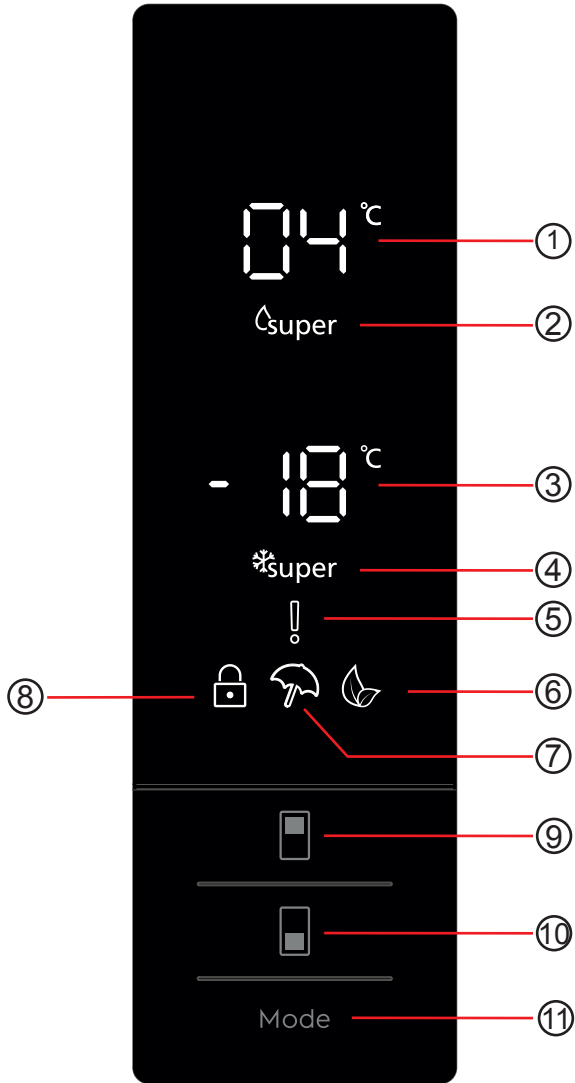 04 °C
①
super
②
- 18 °C
③
super
④
⑤
⑧
⑥
⑦
⑨
⑩
Mode
⑪